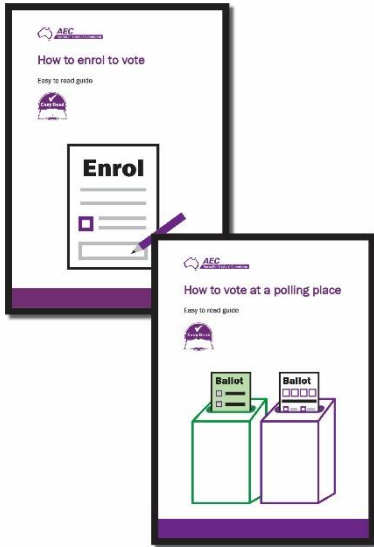 AEC
How to enrol to vote
Easy to read guide
Easy Read
Enrol
AEC
How to vote at a polling place
Easy to read guide
Easy Read
Ballot
Ballot